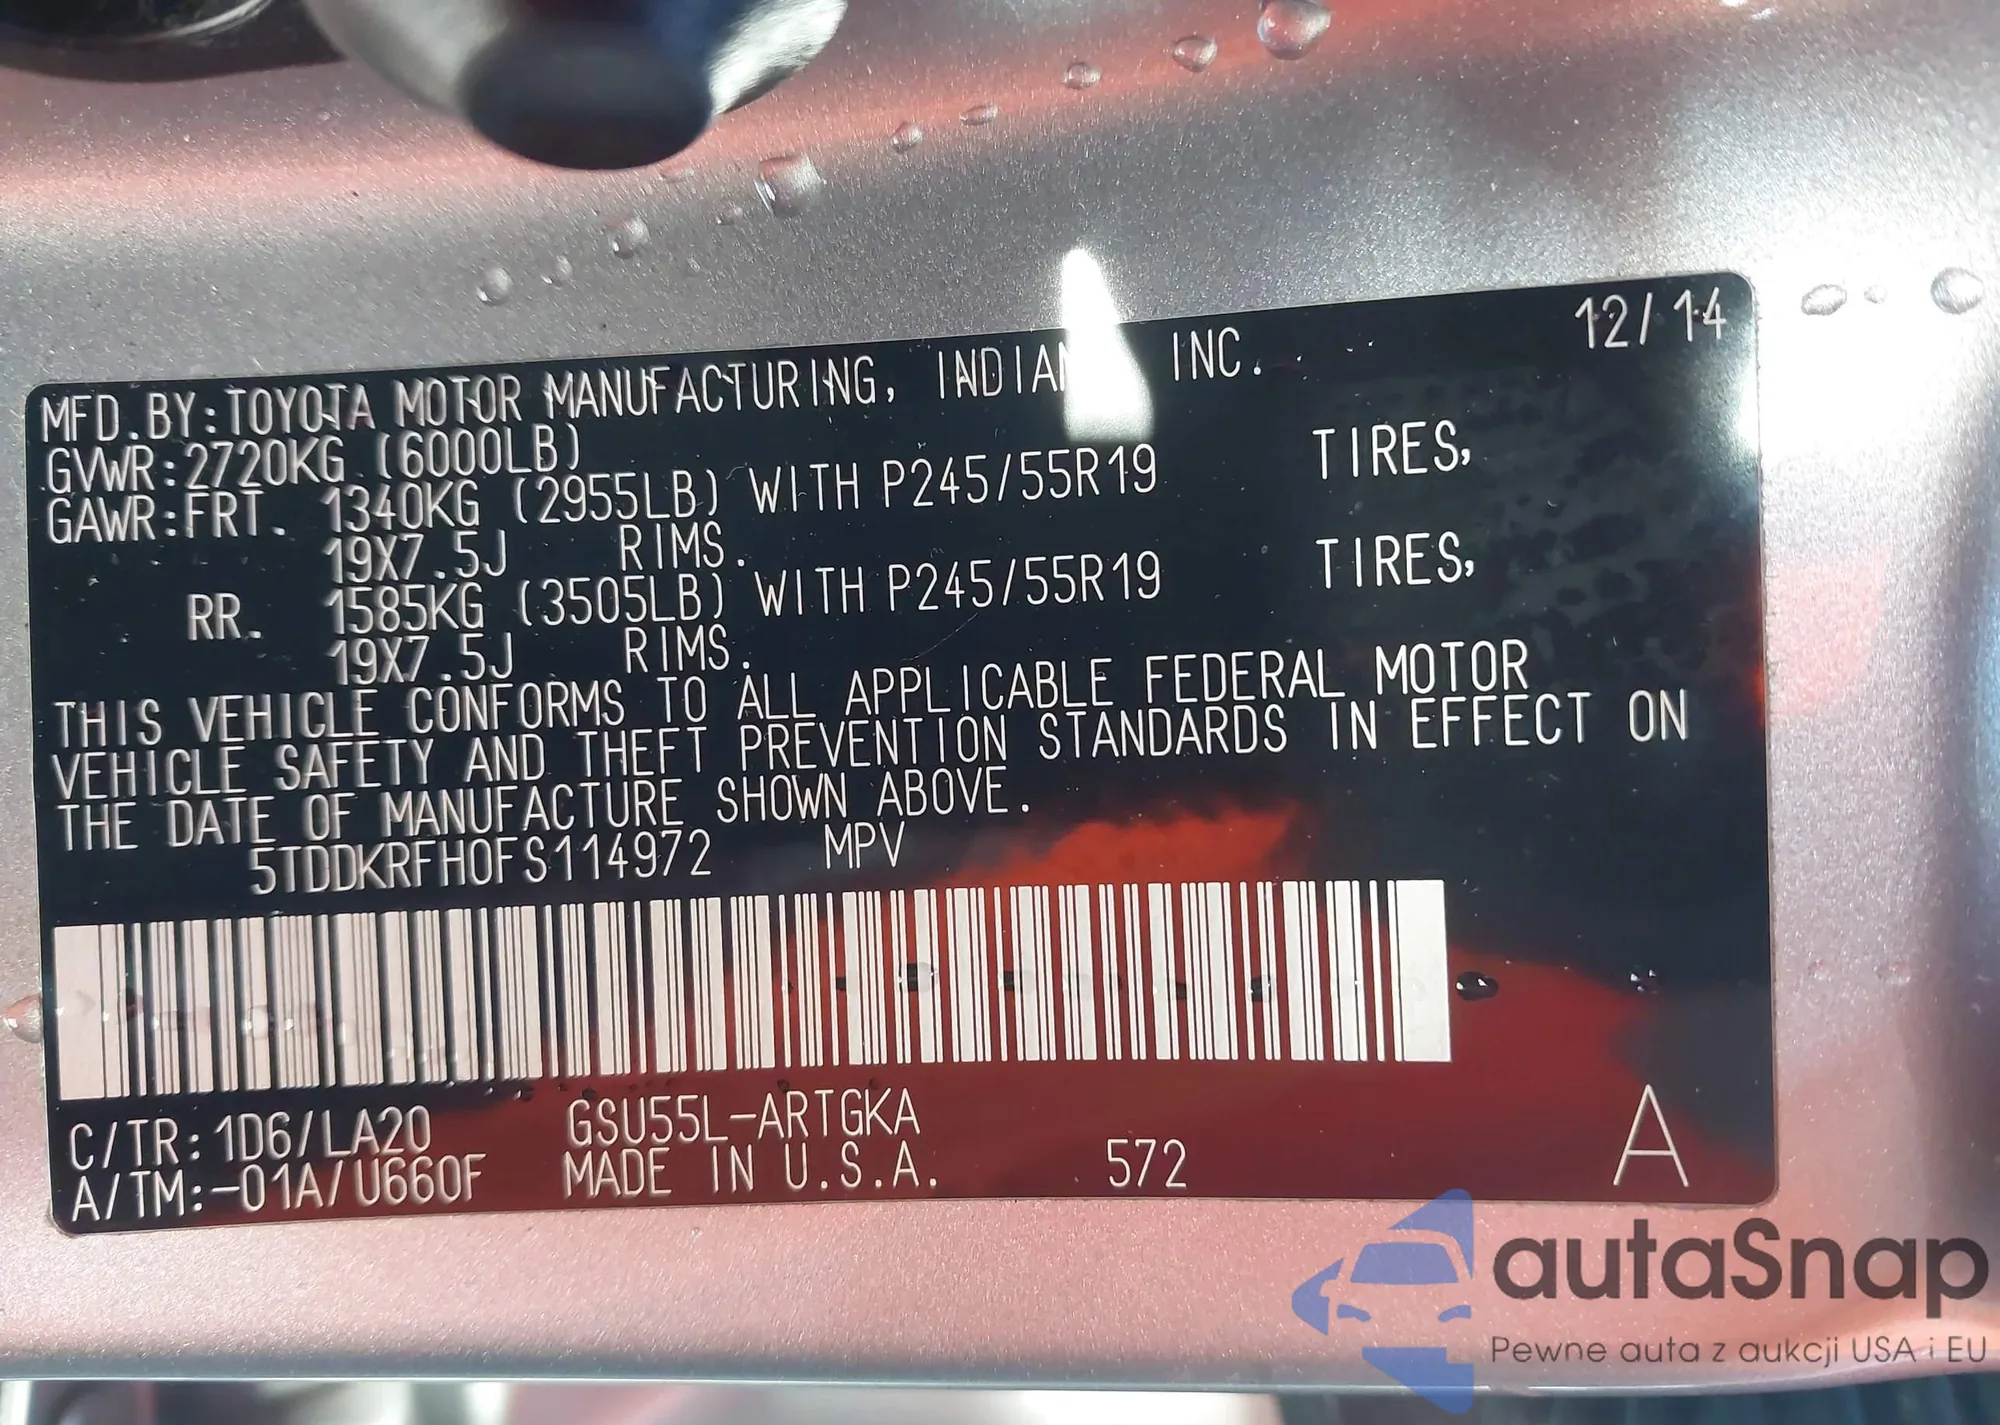 12/14
MFD.BY:TOYOTA MOTOR MANUFACTURING, INC.
GVWR:2720KG (6000LB)
GAWR:FRT. 1340KG (2955LB) WITH P245/55R19 TIRES,
19X7.5J RIMS.
RR. 1585KG (3505LB) WITH P245/55R19 TIRES,
19X7.5J RIMS.
THIS VEHICLE CONFORMS TO ALL APPLICABLE FEDERAL MOTOR
VEHICLE SAFETY AND THEFT PREVENTION STANDARDS IN EFFECT ON
THE DATE OF MANUFACTURE SHOWN ABOVE.
5TDDKRFH0FS114972 MPV
C/TR:1D6/LA20 GSU55L-ARTGKA
A/TM:-01A/U660F MADE IN U.S.A. 572 A
autaSnap
Pewne auta z aukcji USA i EU